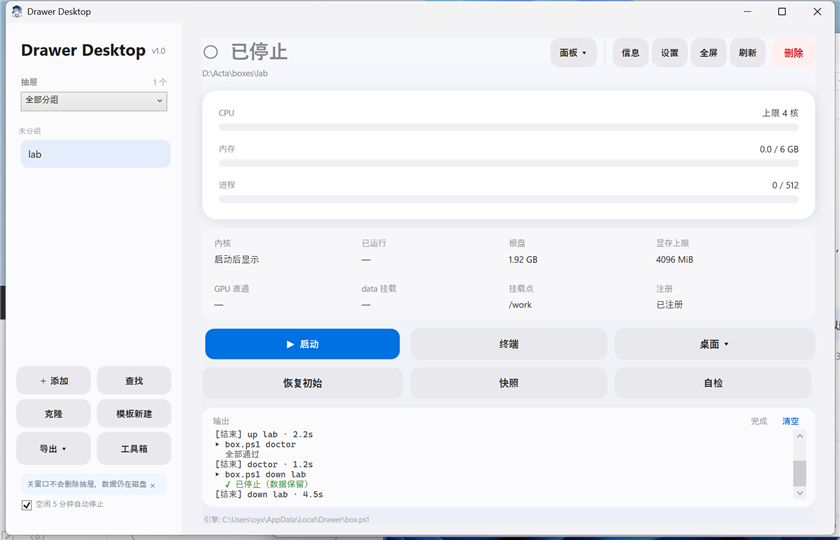 Drawer Desktop
Drawer Desktop v1.0
抽屉 1 个
全部分组
未分组
lab
+ 添加
查找
克隆
模板新建
导出 ▾
工具箱
关窗口不会删除抽屉，数据仍在磁盘 ×
空闲 5 分钟自动停止
已停止
D:\Acta\boxes\lab
面板 ▾
信息
设置
全屏
刷新
删除
CPU 上限 4 核
内存 0.0 / 6 GB
进程 0 / 512
内核 已运行 根盘 显存上限
启动后显示 — 1.92 GB 4096 MiB
GPU 直通 data 挂载 挂载点 注册
— — /work 已注册
▶ 启动
终端
桌面 ▾
恢复初始
快照
自检
输出 完成 清空
[结束] up lab · 2.2s
▸ box.ps1 doctor
全部通过
[结束] doctor · 1.2s
▸ box.ps1 down lab
✓ 已停止（数据保留）
[结束] down lab · 4.5s
引擎: C:\Users\oyx\AppData\Local\Drawer\box.ps1